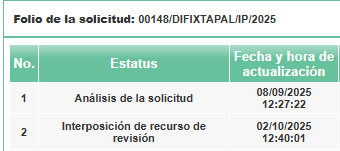 Folio de la solicitud: 00148/DIFIXTAPAL/IP/2025
No. Estatus Fecha y hora de
actualización
1 Análisis de la solicitud 08/09/2025
12:27:22
2 Interposición de recurso de
revisión 02/10/2025
12:40:01